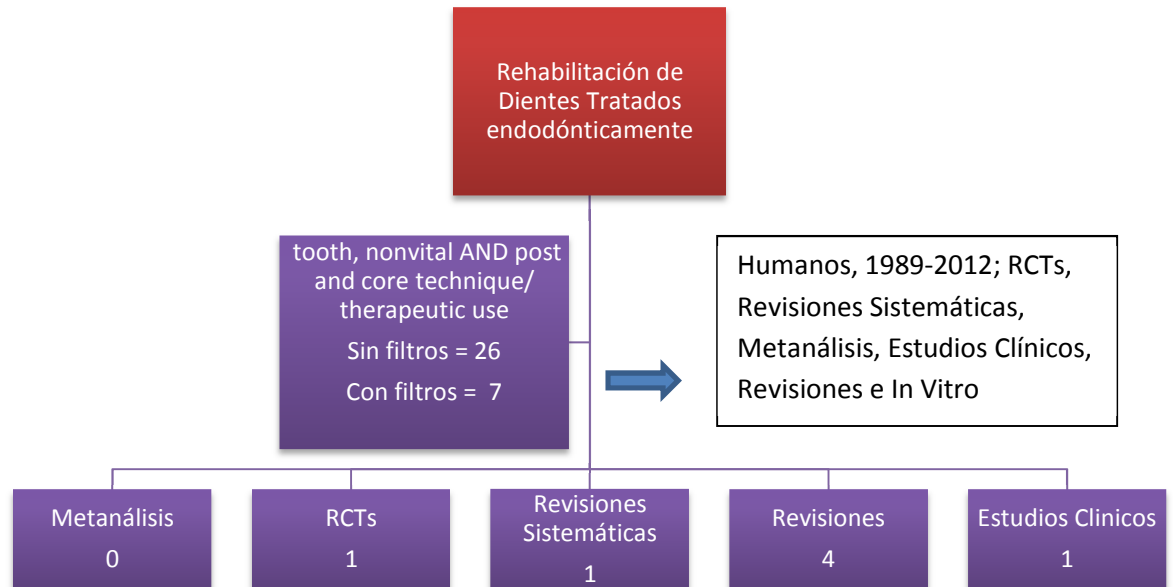 Rehabilitación de
Dientes Tratados
endodónticamente
tooth, nonvital AND post
and core technique/
therapeutic use
Sin filtros = 26
Con filtros = 7
Humanos, 1989-2012; RCTs,
Revisiones Sistemáticas,
Metanálisis, Estudios Clínicos,
Revisiones e In Vitro
Metanálisis
0
RCTs
1
Revisiones
Sistemáticas
1
Revisiones
4
Estudios Clinicos
1